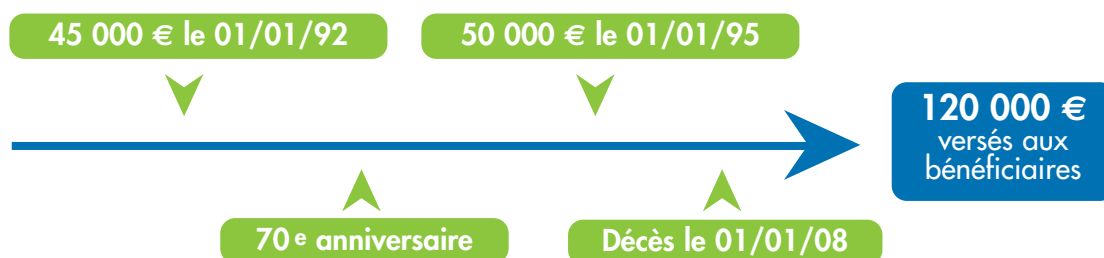 45 000 € le 01/01/92
50 000 € le 01/01/95
120 000 €
versés aux
bénéficiaires
70e anniversaire
Décès le 01/01/08